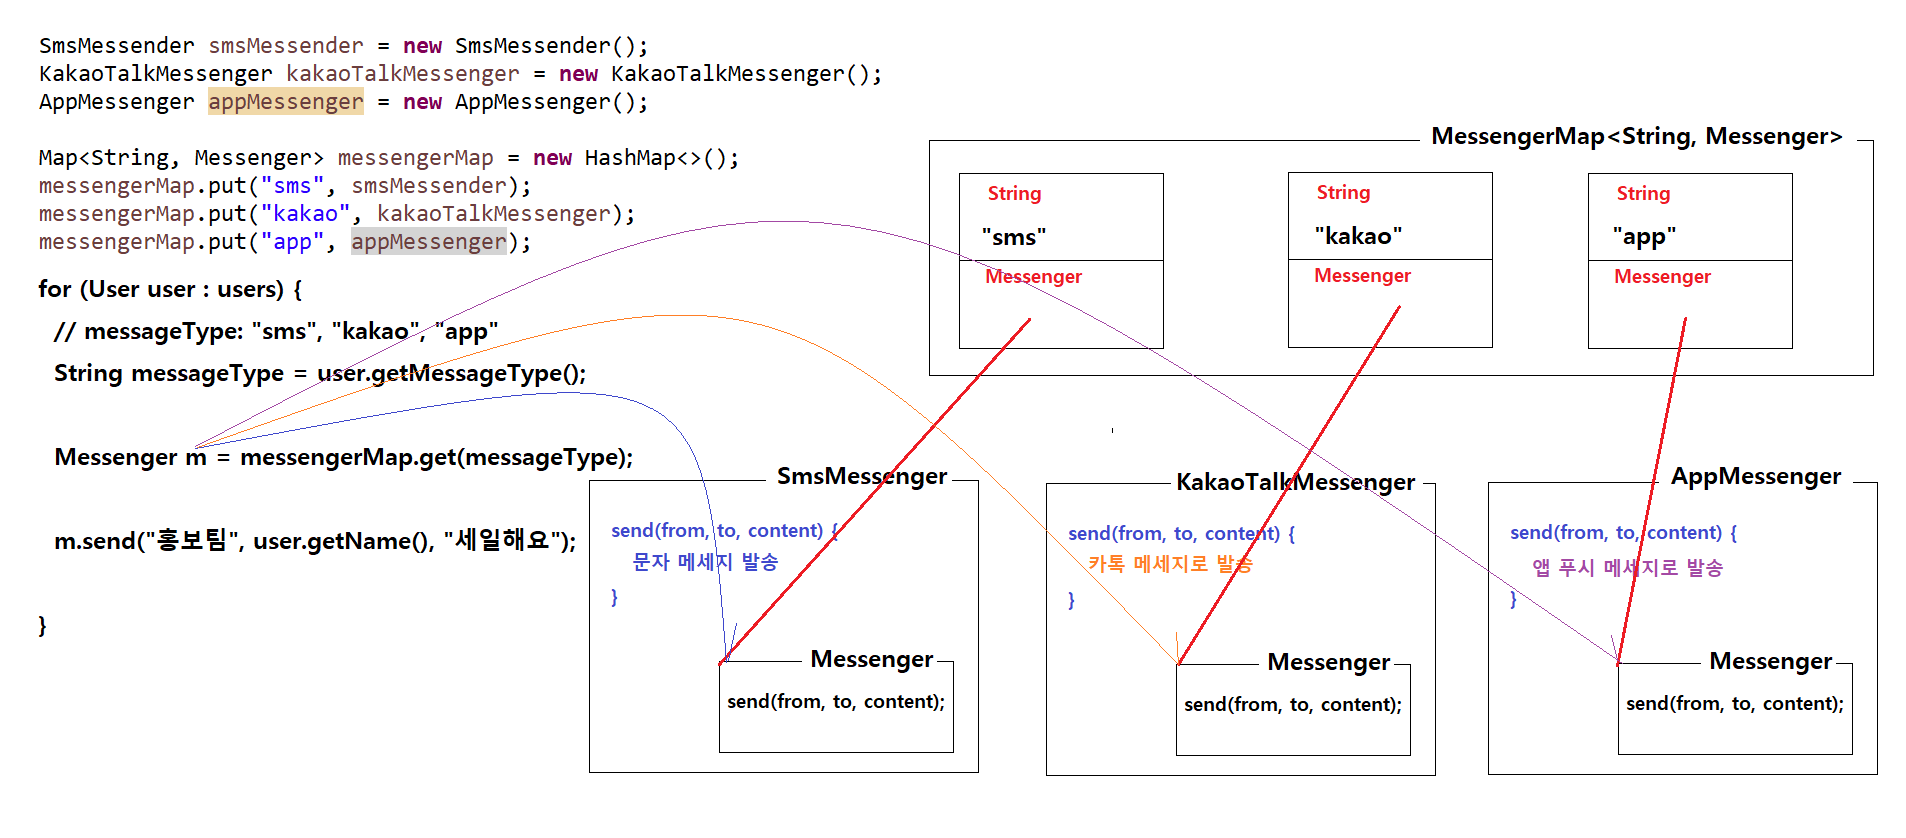 SmsMessender smsMessender = new SmsMessender();
KakaoTalkMessenger kakaoTalkMessenger = new KakaoTalkMessenger();
AppMessenger appMessenger = new AppMessenger();
Map<String, Messenger> messengerMap = new HashMap<>();
messengerMap.put("sms", smsMessender);
messengerMap.put("kakao", kakaoTalkMessenger);
messengerMap.put("app", appMessenger);
for (User user : users) {
// messageType: "sms", "kakao", "app"
String messageType = user.getMessageType();
Messenger m = messengerMap.get(messageType);
m.send("홍보팀", user.getName(), "세일해요");
}
MessengerMap<String, Messenger>
String
"sms"
Messenger
String
"kakao"
Messenger
String
"app"
Messenger
SmsMessenger
send(from, to, content) {
문자 메세지 발송
}
Messenger
send(from, to, content);
KakaoTalkMessenger
send(from, to, content) {
카톡 메세지로 발송
}
Messenger
send(from, to, content);
AppMessenger
send(from, to, content) {
앱 푸시 메세지로 발송
}
Messenger
send(from, to, content);